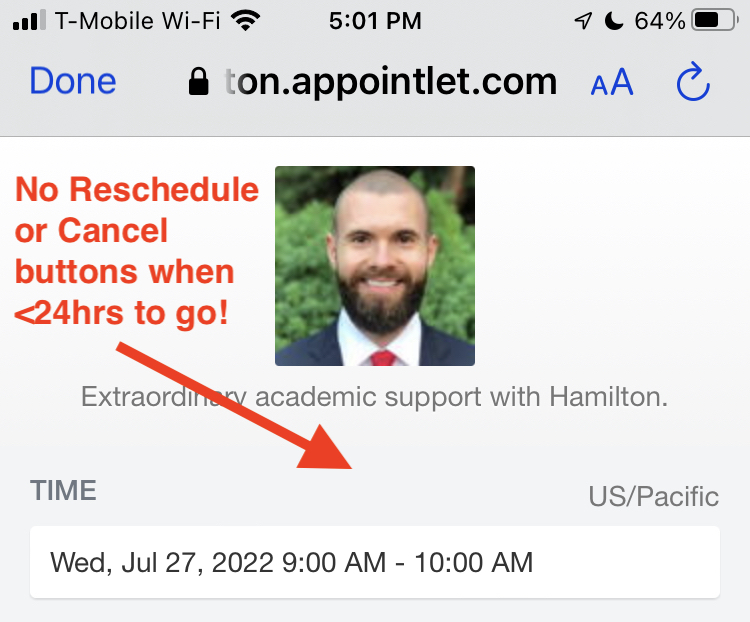 T-Mobile Wi-Fi 5:01 PM 64%
Done ton.appointlet.com AA
No Reschedule
or Cancel
buttons when
<24hrs to go!
Extraordinary academic support with Hamilton.
TIME US/Pacific
Wed, Jul 27, 2022 9:00 AM - 10:00 AM